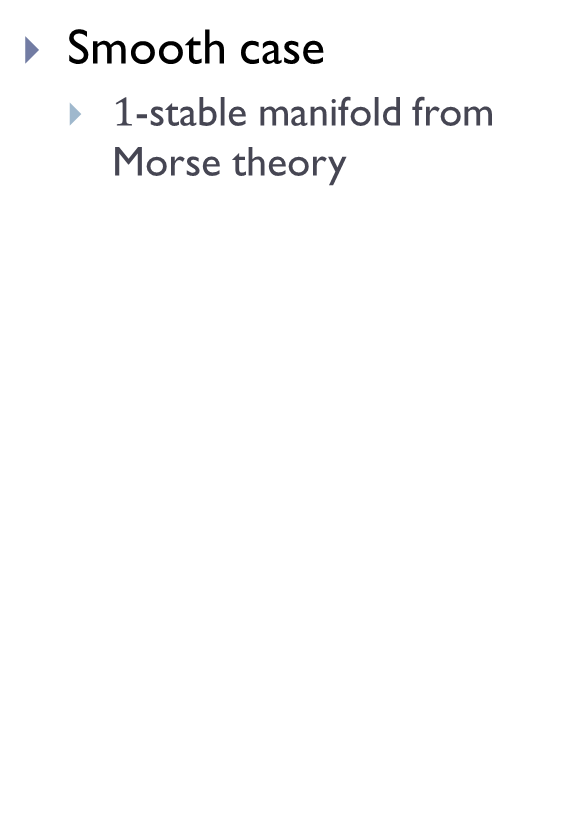 Smooth case
1-stable manifold from
Morse theory